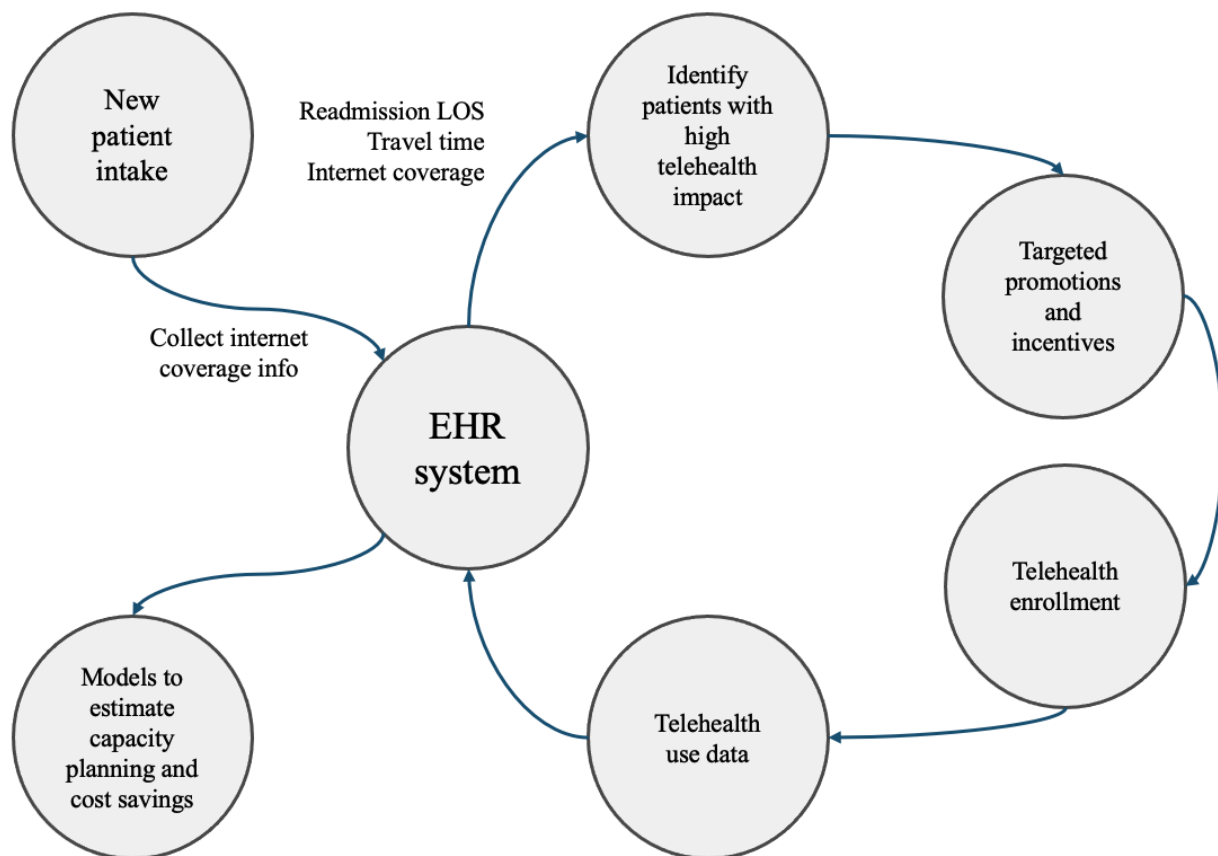 New
patient
intake
Readmission LOS
Travel time
Internet coverage
Identify
patients with
high
telehealth
impact
Targeted
promotions
and
incentives
Collect internet
coverage info
EHR
system
Telehealth
enrollment
Models to
estimate
capacity
planning and
cost savings
Telehealth
use data